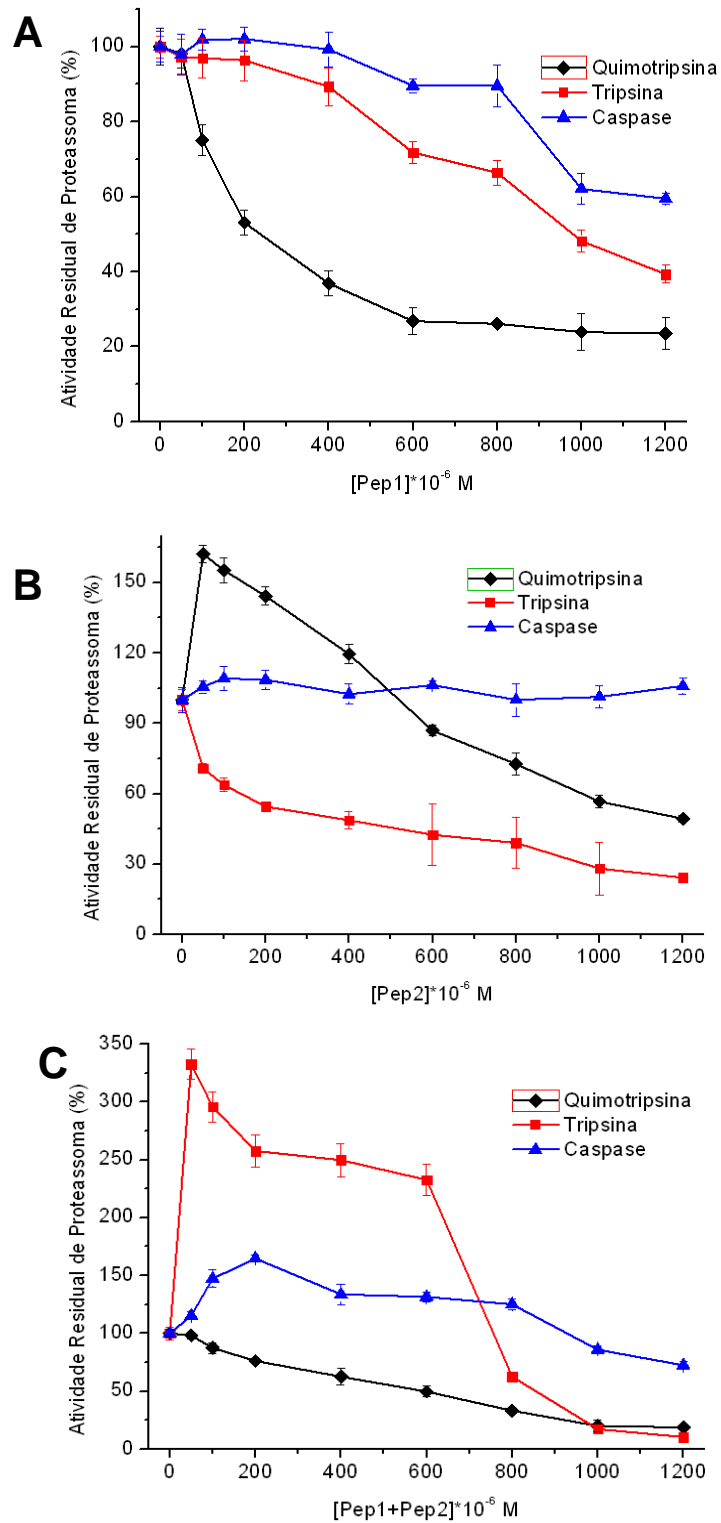 A
Atividade Residual de Proteassoma (%)
100
80
60
40
20
0
Quimotripsina
Tripsina
Caspase
0 200 400 600 800 1000 1200
[Pep1]*10⁻⁶ M
B
Atividade Residual de Proteassoma (%)
150
120
90
60
30
0
Quimotripsina
Tripsina
Caspase
0 200 400 600 800 1000 1200
[Pep2]*10⁻⁶ M
C
Atividade Residual de Proteassoma (%)
350
300
250
200
150
100
50
0
Quimotripsina
Tripsina
Caspase
0 200 400 600 800 1000 1200
[Pep1+Pep2]*10⁻⁶ M